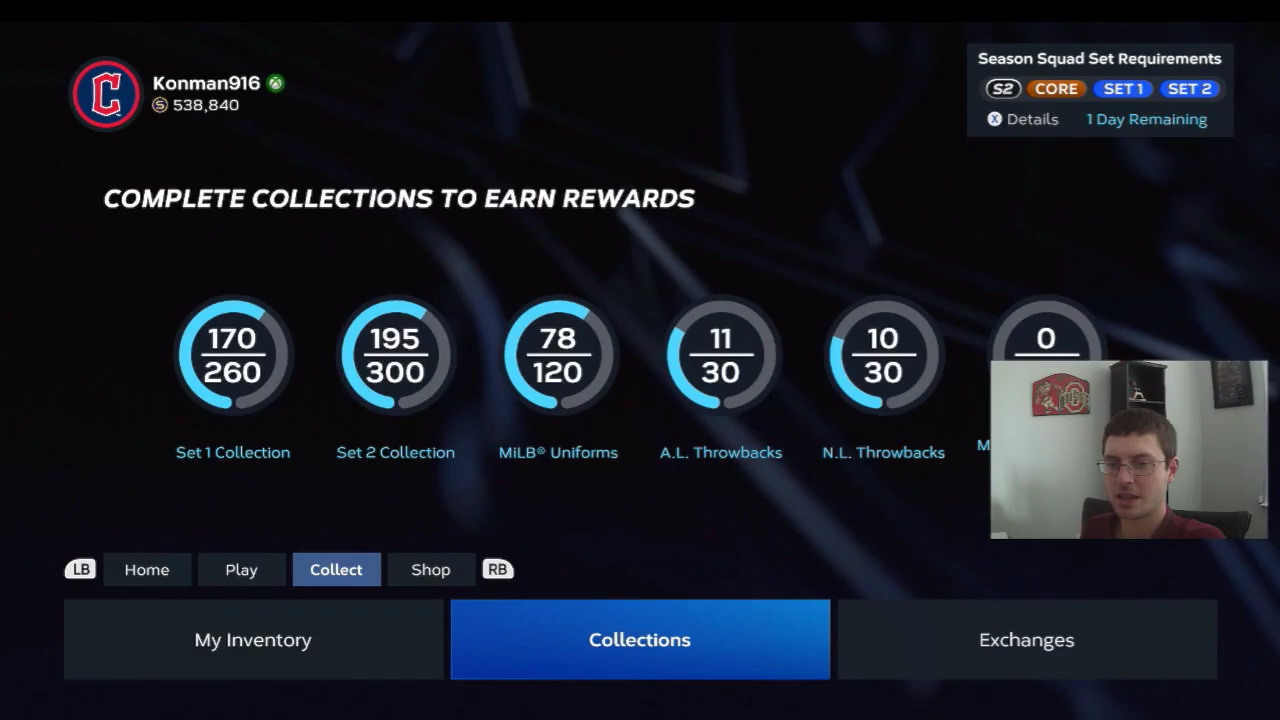 Konman916
538,840
Season Squad Set Requirements
S2 CORE SET 1 SET 2
X Details 1 Day Remaining
COMPLETE COLLECTIONS TO EARN REWARDS
170 195 78 11 10 0
260 300 120 30 30
Set 1 Collection Set 2 Collection MiLB® Uniforms A.L. Throwbacks N.L. Throwbacks M
LB Home Play Collect Shop RB
My Inventory Collections Exchanges